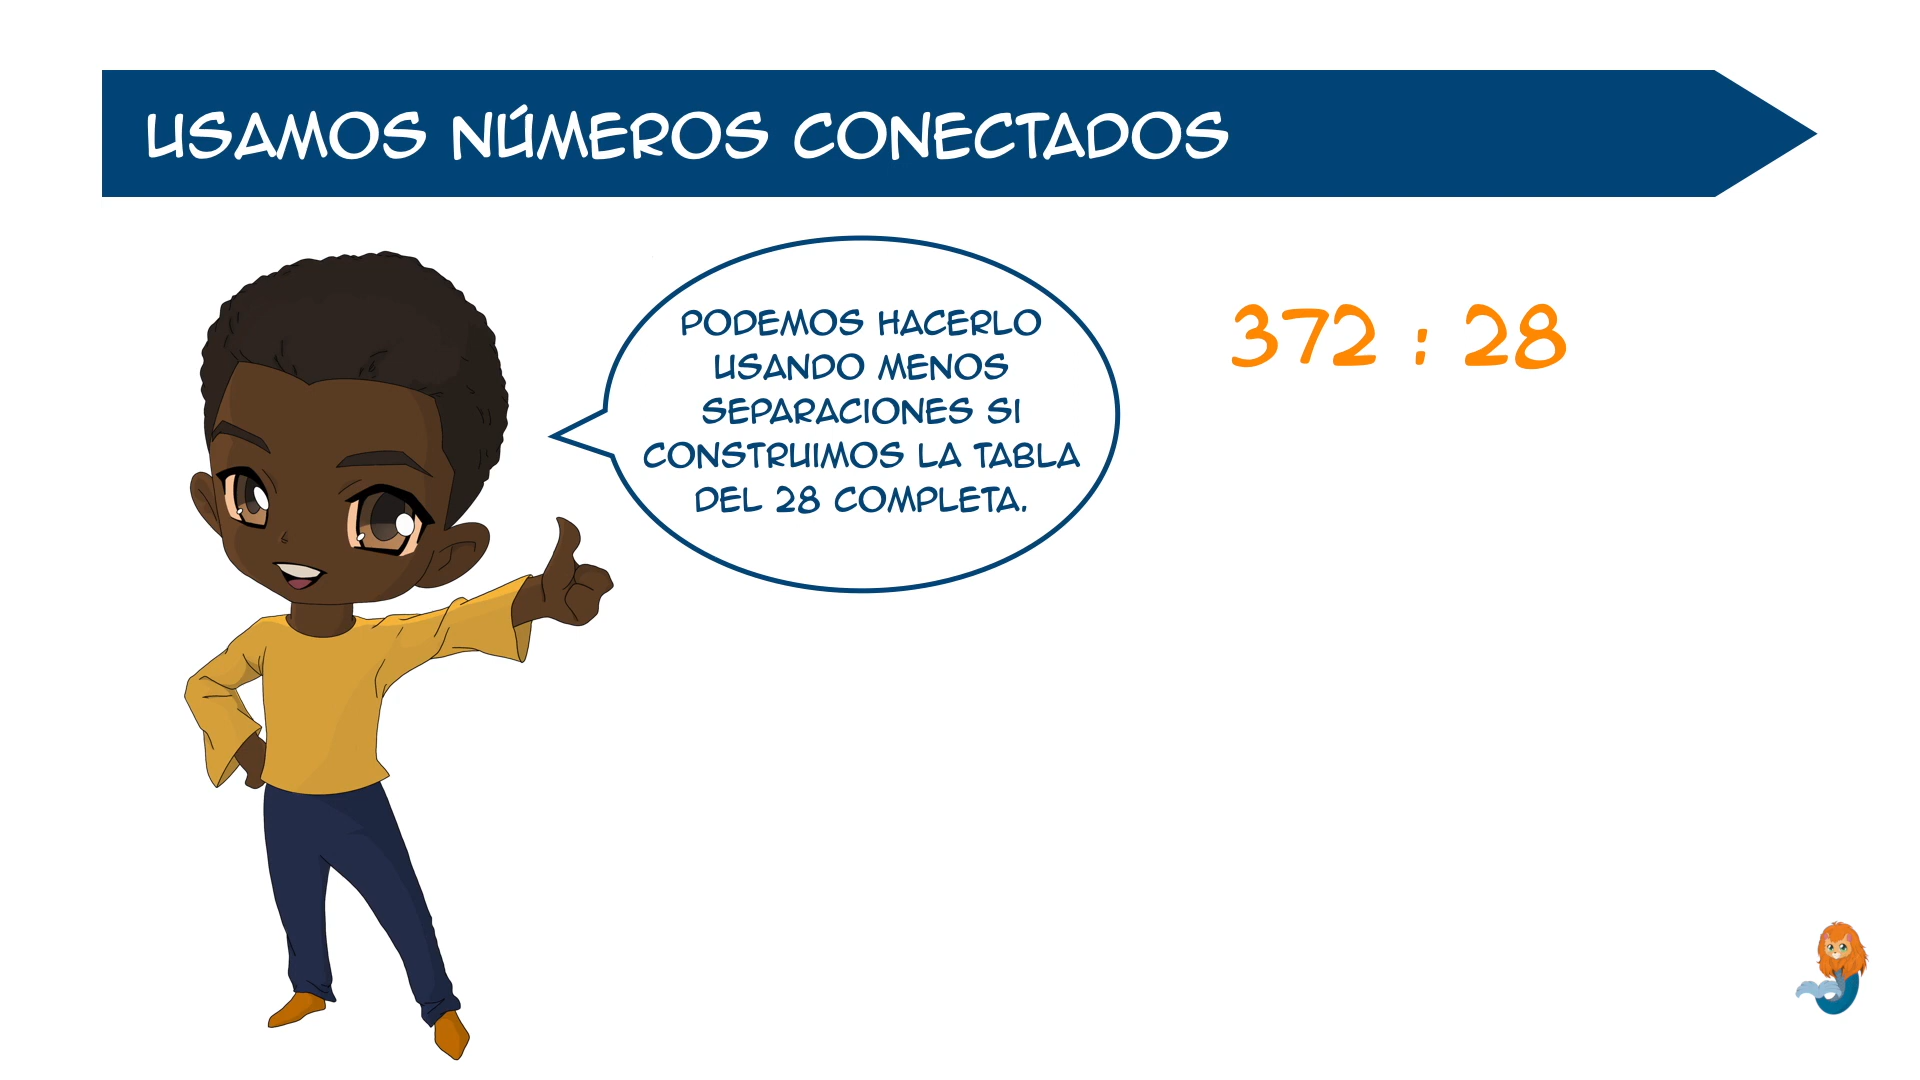 USAMOS NÚMEROS CONECTADOS
PODEMOS HACERLO
USANDO MENOS
SEPARACIONES SI
CONSTRUIMOS LA TABLA
DEL 28 COMPLETA.
372 : 28